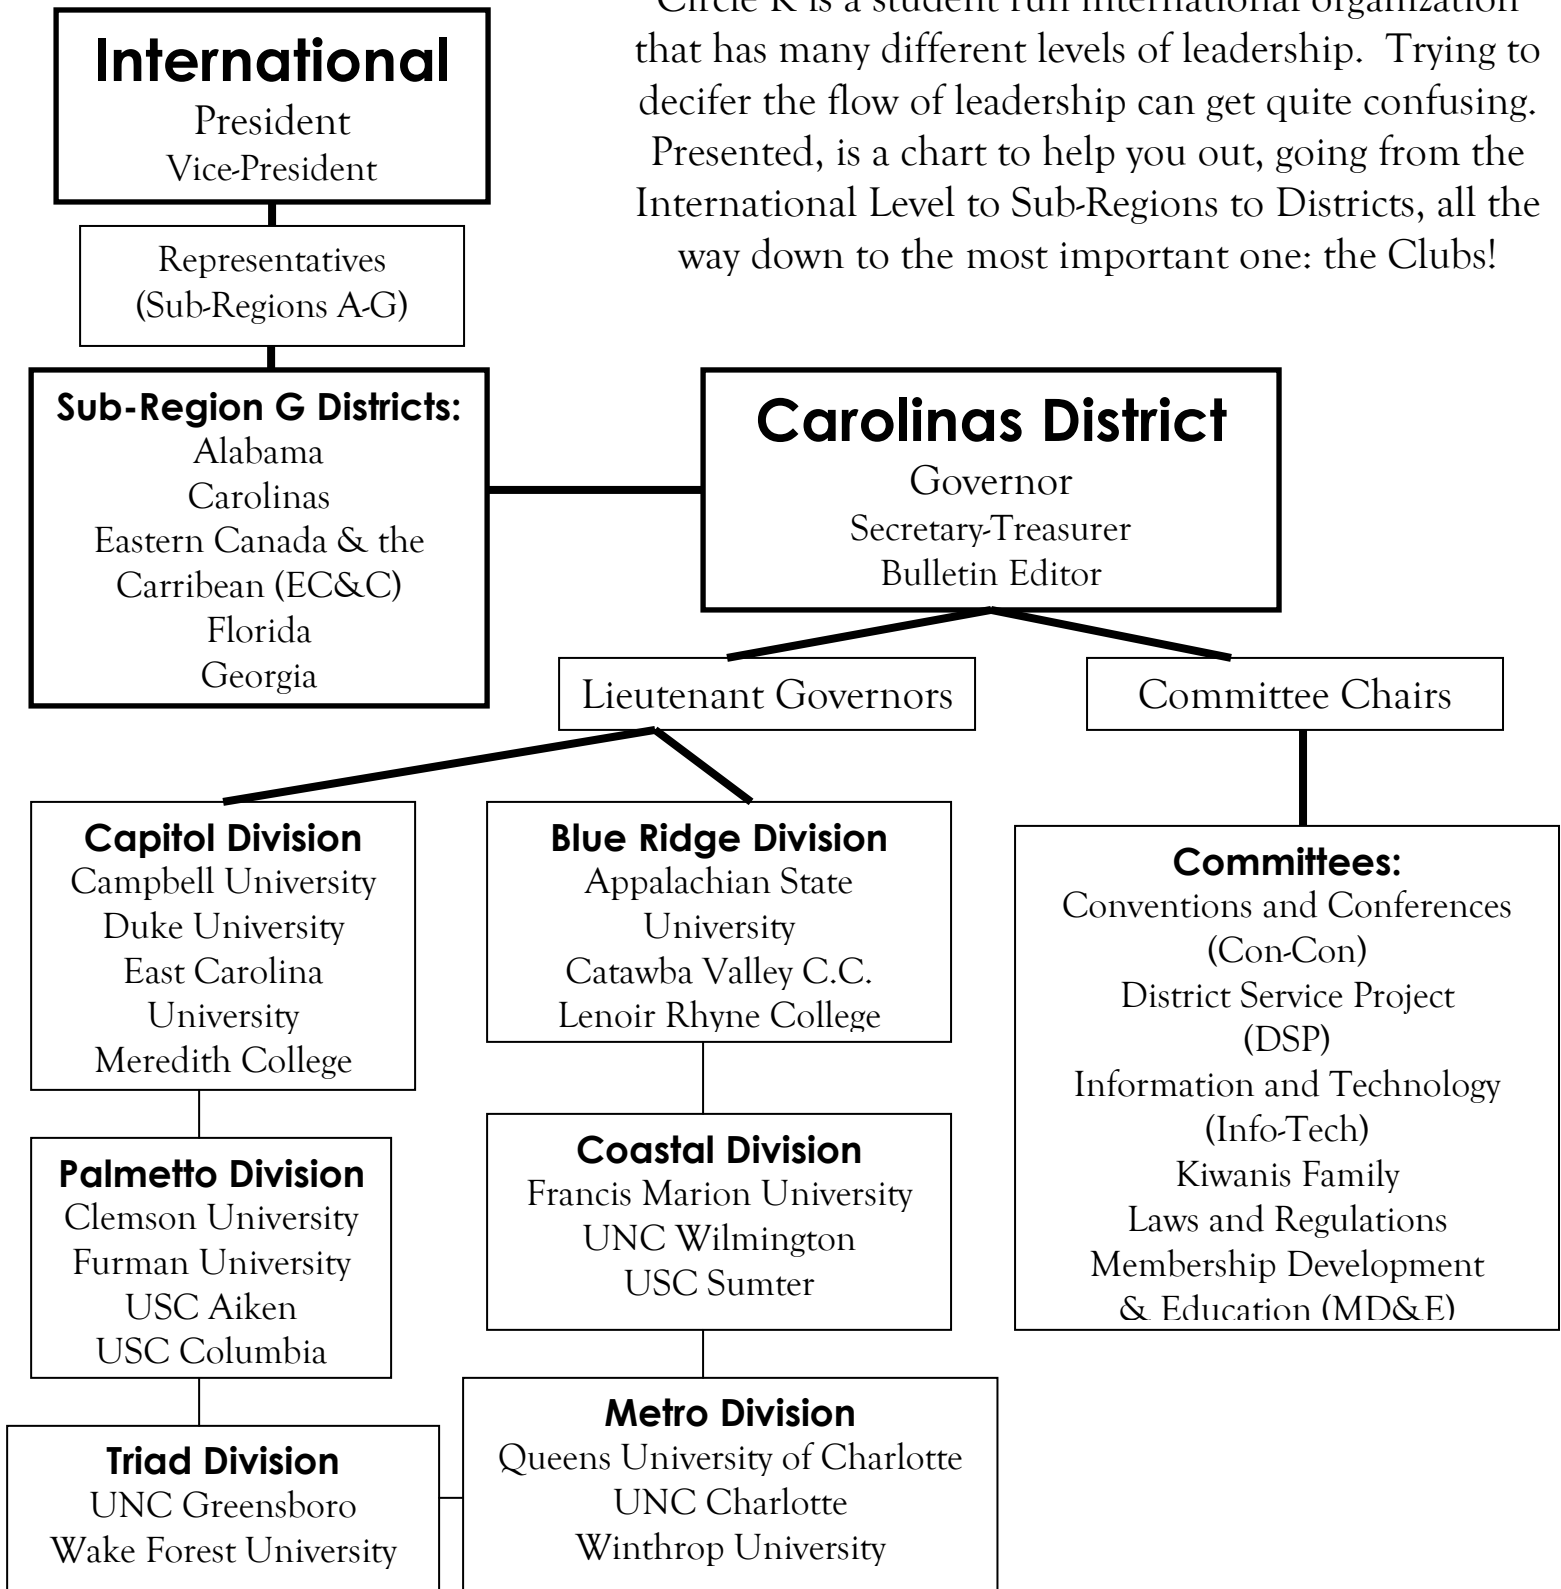 Circle K is a student run international organization
that has many different levels of leadership. Trying to
decifer the flow of leadership can get quite confusing.
Presented, is a chart to help you out, going from the
International Level to Sub-Regions to Districts, all the
way down to the most important one: the Clubs!
International
President
Vice-President
Representatives
(Sub-Regions A-G)
Sub-Region G Districts:
Alabama
Carolinas
Eastern Canada & the
Carribean (EC&C)
Florida
Georgia
Carolinas District
Governor
Secretary-Treasurer
Bulletin Editor
Lieutenant Governors
Committee Chairs
Capitol Division
Campbell University
Duke University
East Carolina
University
Meredith College
Blue Ridge Division
Appalachian State
University
Catawba Valley C.C.
Lenoir Rhyne College
Committees:
Conventions and Conferences
(Con-Con)
District Service Project
(DSP)
Information and Technology
(Info-Tech)
Kiwanis Family
Laws and Regulations
Membership Development
& Education (MD&E)
Palmetto Division
Clemson University
Furman University
USC Aiken
USC Columbia
Coastal Division
Francis Marion University
UNC Wilmington
USC Sumter
Triad Division
UNC Greensboro
Wake Forest University
Metro Division
Queens University of Charlotte
UNC Charlotte
Winthrop University